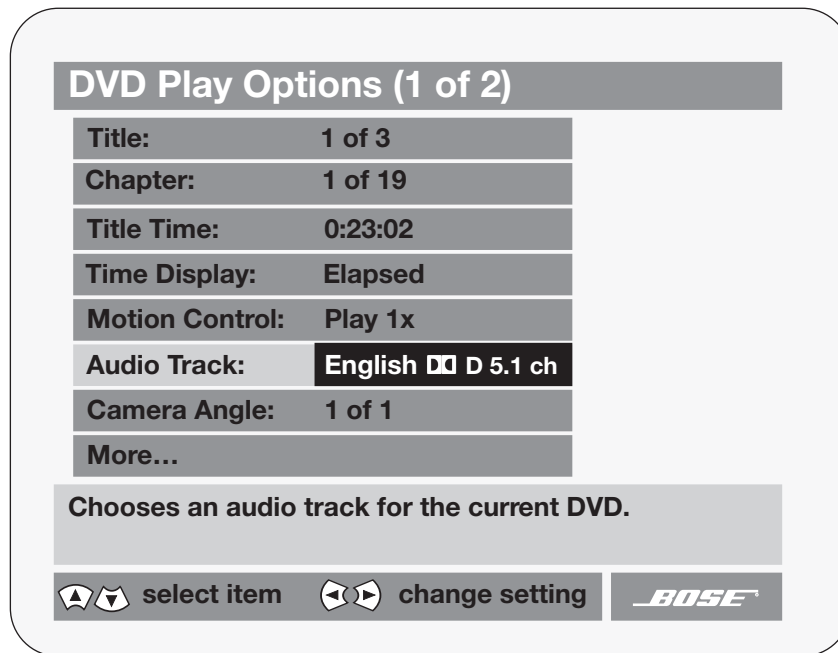 DVD Play Options (1 of 2)
Title: 1 of 3
Chapter: 1 of 19
Title Time: 0:23:02
Time Display: Elapsed
Motion Control: Play 1x
Audio Track: English D 5.1 ch
Camera Angle: 1 of 1
More...
Chooses an audio track for the current DVD.
select item change setting BOSE